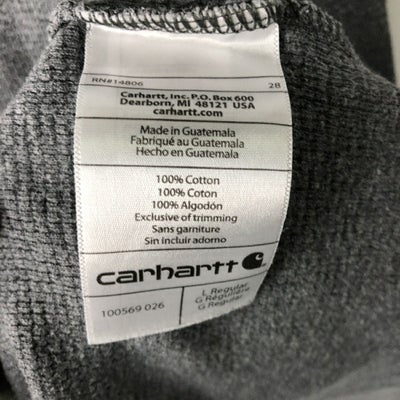 RN#14806 28
Carhartt, Inc. P.O. Box 600
Dearborn, MI 48121 USA
carhartt.com
Made in Guatemala
Fabriqué au Guatemala
Hecho en Guatemala
100% Cotton
100% Coton
100% Algodón
Exclusive of trimming
Sans garniture
Sin incluir adorno
carhartt
100569 026
L Regular
G Régulière
G Regular